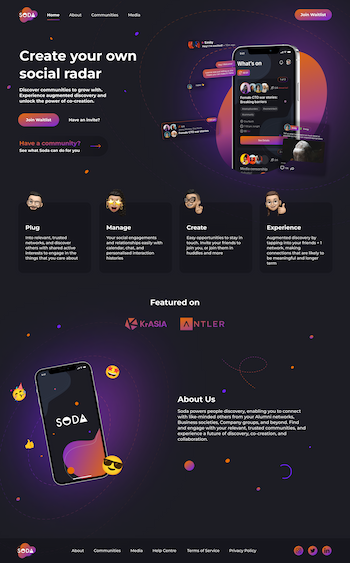 SODA
Home About Communities Media
Join Waitlist
Create your own
social radar
Discover communities to grow with.
Experience augmented discovery and
unlock the power of co-creation.
Join Waitlist
Have an Invite?
Have a community?
See what Soda can do for you
What's on
Female CTO over stories:
Breaking barriers
Plug
Into relevant, trusted
networks, and discover
others with shared active
interests to engage in the
things that you care about
Manage
Your social engagements
and relationships easily with
calendar, chat, and
personalised interaction
histories
Create
Easy opportunities to stay in
touch. Invite your friends to
join you, or join them in
huddles and more
Experience
Augmented discovery by
tapping into your friends + 1
network, making
connections that are likely to
be meaningful and longer
term
Featured on
KrASIA
ANTLER
SODA
About Us
Soda powers people discovery, enabling you to connect
with like-minded others from your Alumni networks,
Business societies, Company groups, and beyond. Find
and engage with your relevant, trusted communities, and
experience a future of discovery, co-creation, and
collaboration.
SODA
About Communities Media Help Centre Terms of Service Privacy Policy